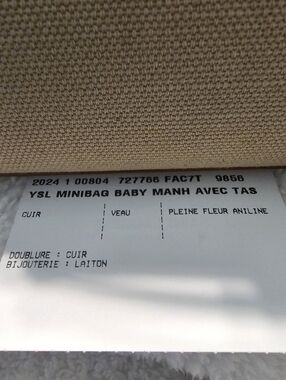 2024 1 00804 727766 FAC7T 9856
YSL MINIBAG BABY MANH AVEC TAS
CUIR VEAU PLEINE FLEUR ANILINE
DOUBLURE : CUIR
BIJOUTERIE : LAITON